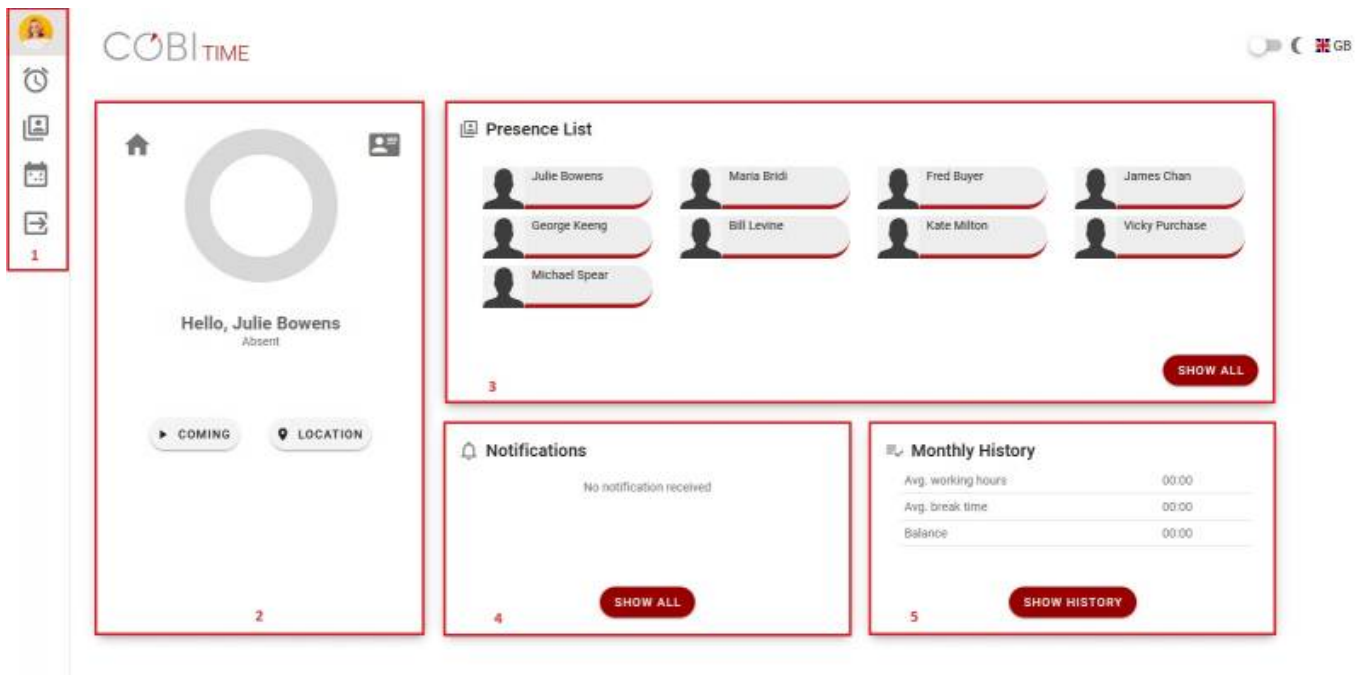 COBI TIME
GB
1
Hello, Julie Bowens
Absent
COMING
LOCATION
2
Presence List
Julie Bowens
Maria Bridi
Fred Buyer
James Chan
George Keeng
Bill Levine
Kate Milton
Vicky Purchase
Michael Spear
SHOW ALL
3
Notifications
No notification received
SHOW ALL
4
Monthly History
Avg. working hours 00:00
Avg. break time 00:00
Balance 00:00
SHOW HISTORY
5